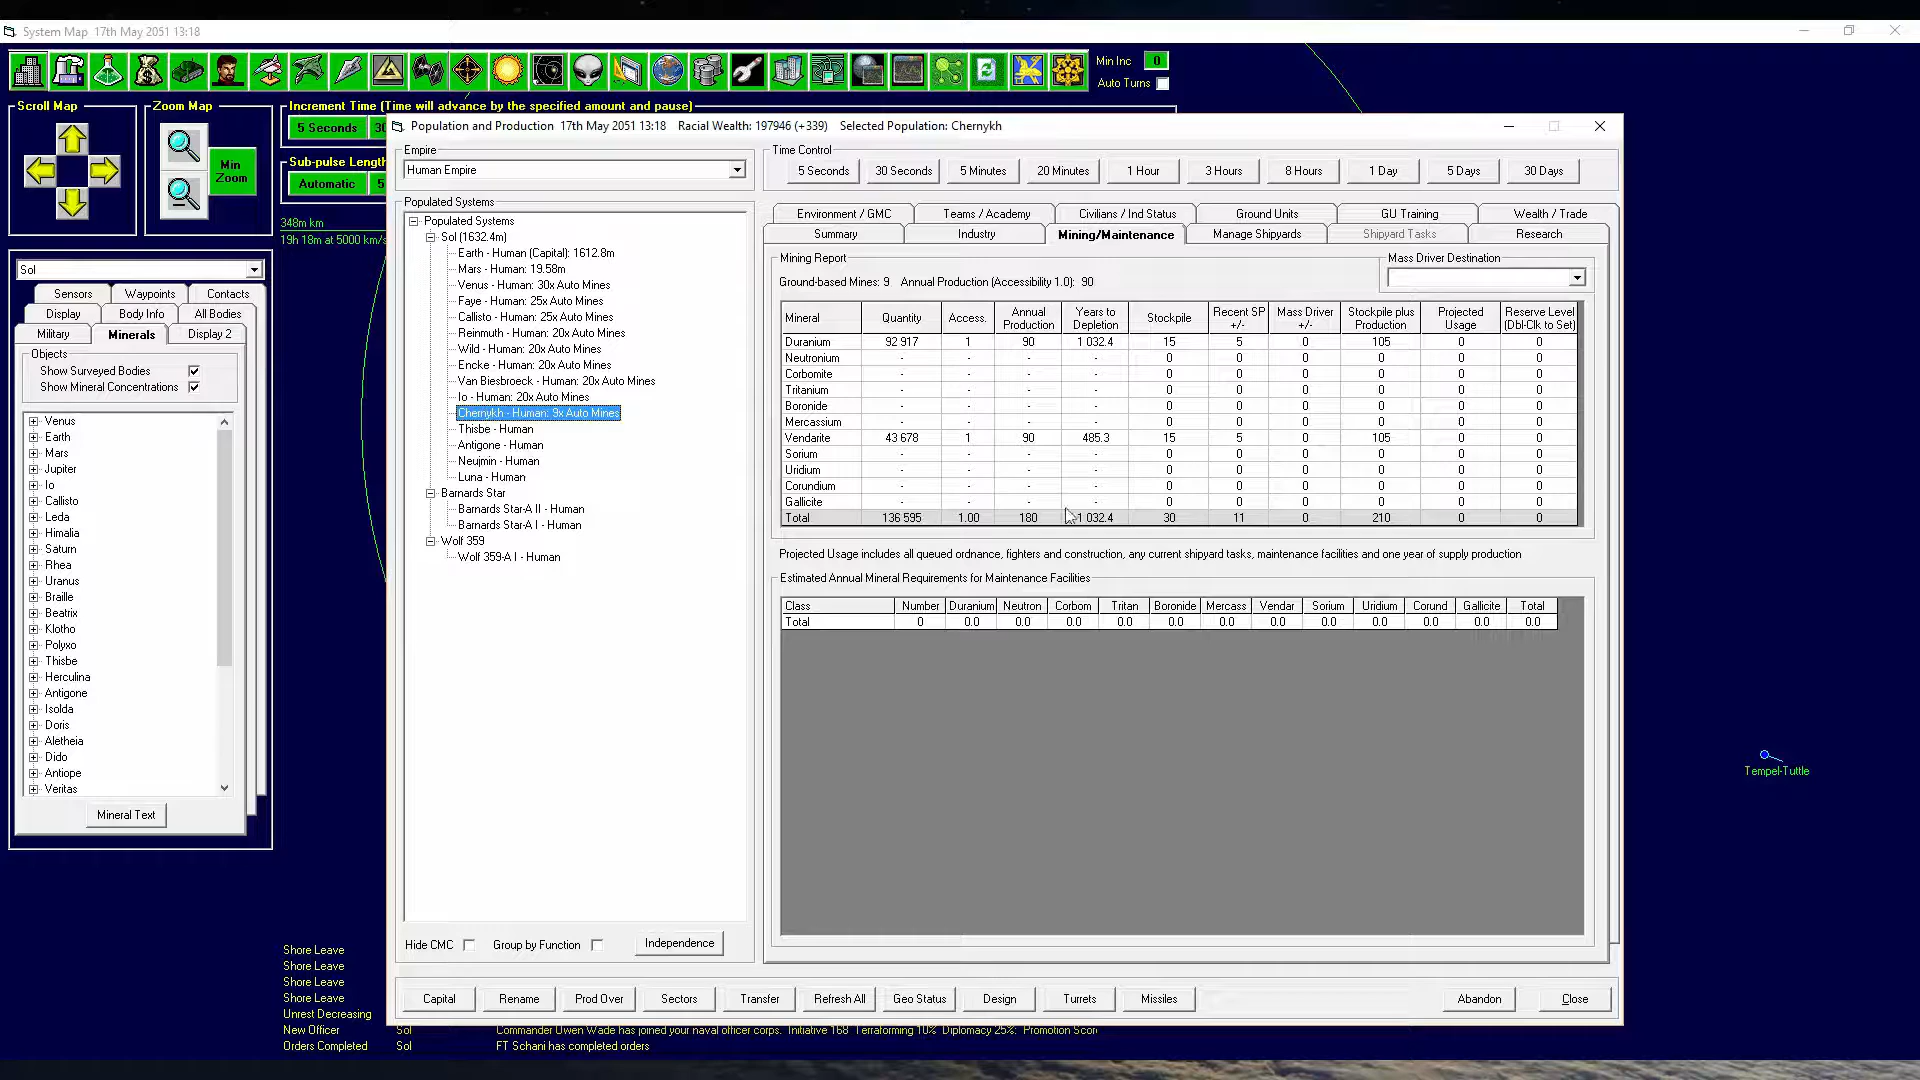 System Map   17th May 2051 13:18
Min Inc   0
Auto Turns
Scroll Map
Zoom Map
Min Zoom
Increment Time (Time will advance by the specified amount and pause)
5 Seconds
Sub-pulse Length
Automatic
348m km
19h 18m at 5000 km/s
Sol
Sensors   Waypoints   Contacts
Display   Body Info   All Bodies
Military   Minerals   Display 2
Objects
Show Surveyed Bodies
Show Mineral Concentrations
Venus
Earth
Mars
Jupiter
Io
Callisto
Leda
Himalia
Saturn
Rhea
Uranus
Braille
Beatrix
Klotho
Polyxo
Thisbe
Herculina
Antigone
Isolda
Doris
Aletheia
Dido
Antiope
Veritas
Mineral Text
Population and Production   17th May 2051 13:18   Racial Wealth: 197946 (+339)   Selected Population: Chernykh
Empire
Human Empire
Populated Systems
Populated Systems
Sol (1632.4m)
Earth - Human (Capital): 1612.8m
Mars - Human: 19.58m
Venus - Human: 30x Auto Mines
Faye - Human: 25x Auto Mines
Callisto - Human: 25x Auto Mines
Reinmuth - Human: 20x Auto Mines
Wild - Human: 20x Auto Mines
Encke - Human: 20x Auto Mines
Van Biesbroeck - Human: 20x Auto Mines
Io - Human: 20x Auto Mines
Chernykh - Human: 9x Auto Mines
Thisbe - Human
Antigone - Human
Neujmin - Human
Luna - Human
Barnards Star
Barnards Star-A II - Human
Barnards Star-A I - Human
Wolf 359
Wolf 359-A I - Human
Hide CMC   Group by Function   Independence
Time Control
5 Seconds   30 Seconds   5 Minutes   20 Minutes   1 Hour   3 Hours   8 Hours   1 Day   5 Days   30 Days
Environment / GMC   Teams / Academy   Civilians / Ind Status   Ground Units   GU Training   Wealth / Trade
Summary   Industry   Mining/Maintenance   Manage Shipyards   Shipyard Tasks   Research
Mining Report
Mass Driver Destination
Ground-based Mines: 9   Annual Production (Accessibility 1.0):  90
Mineral   Quantity   Access.   Annual Production   Years to Depletion   Stockpile   Recent SP +/-   Mass Driver +/-   Stockpile plus Production   Projected Usage   Reserve Level (Dbl-Clk to Set)
Duranium   92 917   1   90   1 032.4   15   5   0   105   0   0
Neutronium   -   -   -   -   0   0   0   0   0   0
Corbomite   -   -   -   -   0   0   0   0   0   0
Tritanium   -   -   -   -   0   0   0   0   0   0
Boronide   -   -   -   -   0   0   0   0   0   0
Mercassium   -   -   -   -   0   0   0   0   0   0
Vendarite   43 678   1   90   485.3   15   5   0   105   0   0
Sorium   -   -   -   -   0   0   0   0   0   0
Uridium   -   -   -   -   0   0   0   0   0   0
Corundium   -   -   -   -   0   0   0   0   0   0
Gallicite   -   -   -   -   0   0   0   0   0   0
Total   136 595   1.00   180   1 032.4   30   11   0   210   0   0
Projected Usage includes all queued ordnance, fighters and construction, any current shipyard tasks, maintenance facilities and one year of supply production
Estimated Annual Mineral Requirements for Maintenance Facilities
Class   Number   Duranium   Neutron   Corbom   Tritan   Boronide   Mercass   Vendar   Sorium   Uridium   Corund   Gallicite   Total
Total   0   0.0   0.0   0.0   0.0   0.0   0.0   0.0   0.0   0.0   0.0   0.0   0.0
Tempel-Tuttle
Capital   Rename   Prod Over   Sectors   Transfer   Refresh All   Geo Status   Design   Turrets   Missiles   Abandon   Close
Shore Leave
Shore Leave
Shore Leave
Shore Leave
Unrest Decreasing
New Officer   Sol   Commander Owen Wade has joined your naval officer corps.  Initiative 168  Terraforming 10%  Diplomacy 25%:  Promotion Score
Orders Completed   Sol   FT Schani has completed orders